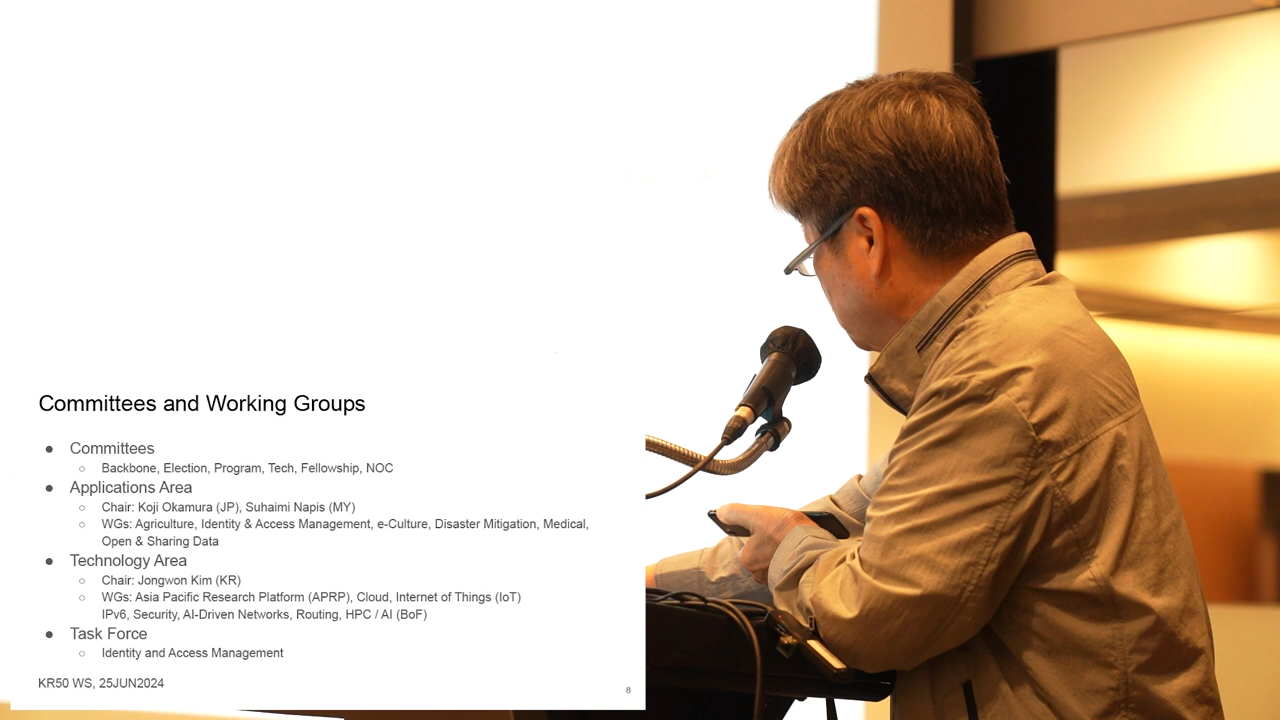 Committees and Working Groups
● Committees
○ Backbone, Election, Program, Tech, Fellowship, NOC
● Applications Area
○ Chair: Koji Okamura (JP), Suhaimi Napis (MY)
○ WGs: Agriculture, Identity & Access Management, e-Culture, Disaster Mitigation, Medical,
Open & Sharing Data
● Technology Area
○ Chair: Jongwon Kim (KR)
○ WGs: Asia Pacific Research Platform (APRP), Cloud, Internet of Things (IoT)
IPv6, Security, AI-Driven Networks, Routing, HPC / AI (BoF)
● Task Force
○ Identity and Access Management
KR50 WS, 25JUN2024
8